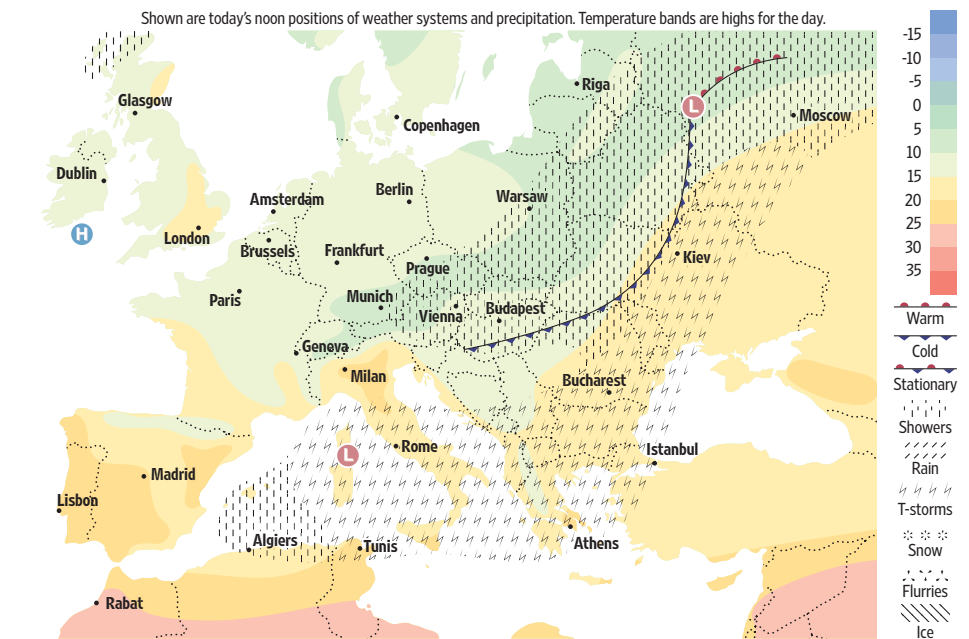 Shown are today's noon positions of weather systems and precipitation. Temperature bands are highs for the day.
-15
-10
-5
0
5
10
15
20
25
30
35
Warm
Cold
Stationary
Showers
Rain
T-storms
Snow
Flurries
Ice
Riga
Glasgow
L
Moscow
Copenhagen
Dublin
Berlin
Warsaw
Amsterdam
H
London
Brussels
Frankfurt
Prague
Kiev
Paris
Munich
Vienna
Budapest
Geneva
Milan
Bucharest
L
Rome
Istanbul
Madrid
Lisbon
Algiers
Tunis
Athens
Rabat